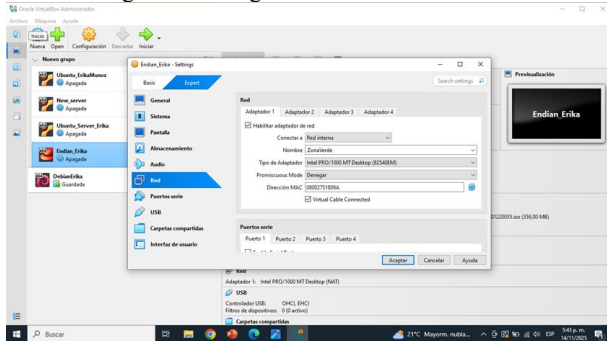 Oracle VirtualBox Administrador
Archivo Máquina Ayuda
Inicio
Nueva Open Configuración Descartar Iniciar
Nuevo grupo
Ubuntu_ErikaMunoz
Apagada
New_server
Apagada
Ubuntu_Server_Erika
Apagada
Endian_Erika
Apagada
DebianErika
Guardada
Endian_Erika - Settings
Basic Expert
Search settings
General
Sistema
Pantalla
Almacenamiento
Audio
Red
Puertos serie
USB
Carpetas compartidas
Interfaz de usuario
Red
Adaptador 1 Adaptador 2 Adaptador 3 Adaptador 4
Habilitar adaptador de red
Conectar a Red interna
Nombre ZonaVerde
Tipo de Adaptador Intel PRO/1000 MT Desktop (82540EM)
Promiscuous Mode Denegar
Dirección MAC 08002751809A
Virtual Cable Connected
Puertos serie
Puerto 1 Puerto 2 Puerto 3 Puerto 4
Aceptar Cancelar Ayuda
Previsualización
Endian_Erika
01220035.iso (359,00 MB)
Red
Adaptador 1: Intel PRO/1000 MT Desktop (NAT)
USB
Controlador USB: OHCI, EHCI
Filtros de dispositivos: 0 (0 activo)
Carpetas compartidas
Buscar
21°C Mayorm. nubla...
ESP
5:43 p. m.
14/11/2025